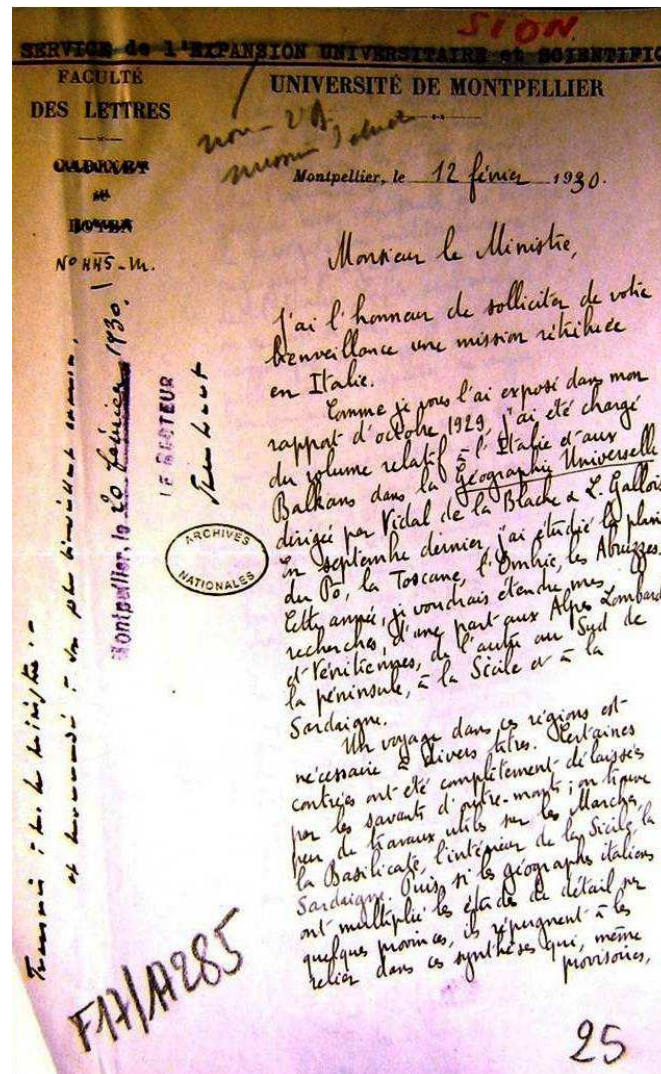 SION
SERVICE de l'EXPANSION UNIVERSITAIRE et SCIENTIFIQ
FACULTÉ
DES LETTRES
UNIVERSITÉ DE MONTPELLIER
CABINET
DU
DOYEN
Montpellier, le 12 février 1930.
Monsieur le Ministre,
J'ai l'honneur de solliciter de votre
bienveillance une mission rétribuée
en Italie.
Comme je vous l'ai exposé dans mon
rapport d'octobre 1929, j'ai été chargé
du volume relatif à l'Italie et aux
Balkans dans la Géographie Universelle
dirigée par Vidal de la Blache & L. Gallois
En septembre dernier, j'ai étudié la plaine
du Pô, la Toscane, l'Ombrie, les Abruzzes.
Cette année, je voudrais étendre mes
recherches, d'une part aux Alpes Lombardes
et Vénitiennes, de l'autre au Sud de
la péninsule, à la Sicile et à la
Sardaigne.
Un voyage dans ces régions est
nécessaire à divers titres. Certaines
contrées ont été complètement délaissées
par les savants d'outre-monts ; on trouve
peu de travaux utiles sur les Marches,
la Basilicate, l'intérieur de la Sicile, la
Sardaigne. Puis, si les géographes italiens
ont multiplié les études de détail sur
quelques provinces, ils répugnent à les
relier dans ces synthèses qui, même
provisoires,
Montpellier, le 20 février 1930.
LE RECTEUR
ARCHIVES
NATIONALES
F17/17285
25